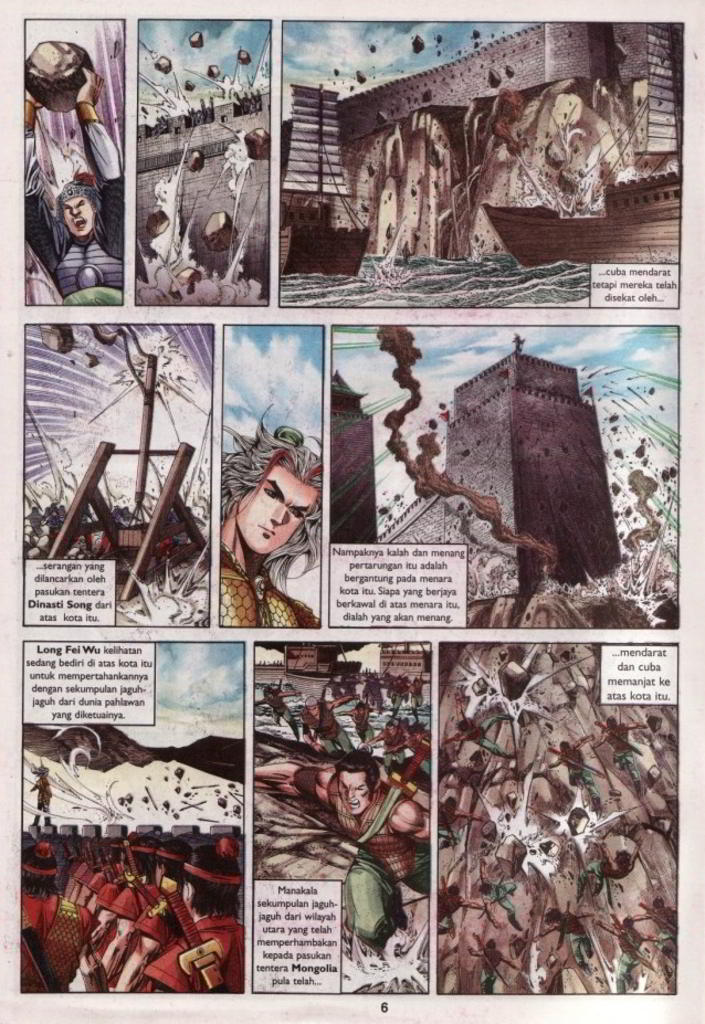 ...cuba mendarat
tetapi mereka telah
disekat oleh...
...serangan yang
dilancarkan oleh
pasukan tentera
Dinasti Song dari
atas kota itu.
Nampaknya kalah dan menang
pertarungan itu adalah
bergantung pada menara
kota itu. Siapa yang berjaya
berkawal di atas menara itu,
dialah yang akan menang.
Long Fei Wu kelihatan
sedang bediri di atas kota itu
untuk mempertahankannya
dengan sekumpulan jaguh-
jaguh dari dunia pahlawan
yang diketuainya.
Manakala
sekumpulan jaguh-
jaguh dari wilayah
utara yang telah
memperhambakan
kepada pasukan
tentera Mongolia
pula telah...
...mendarat
dan cuba
memanjat ke
atas kota itu.
6